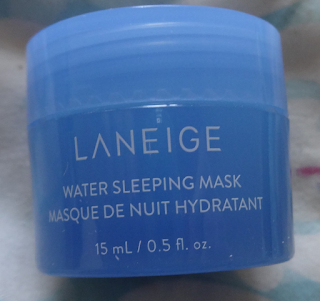 LANEIGE
WATER SLEEPING MASK
MASQUE DE NUIT HYDRATANT
15 mL / 0.5 fl. oz.